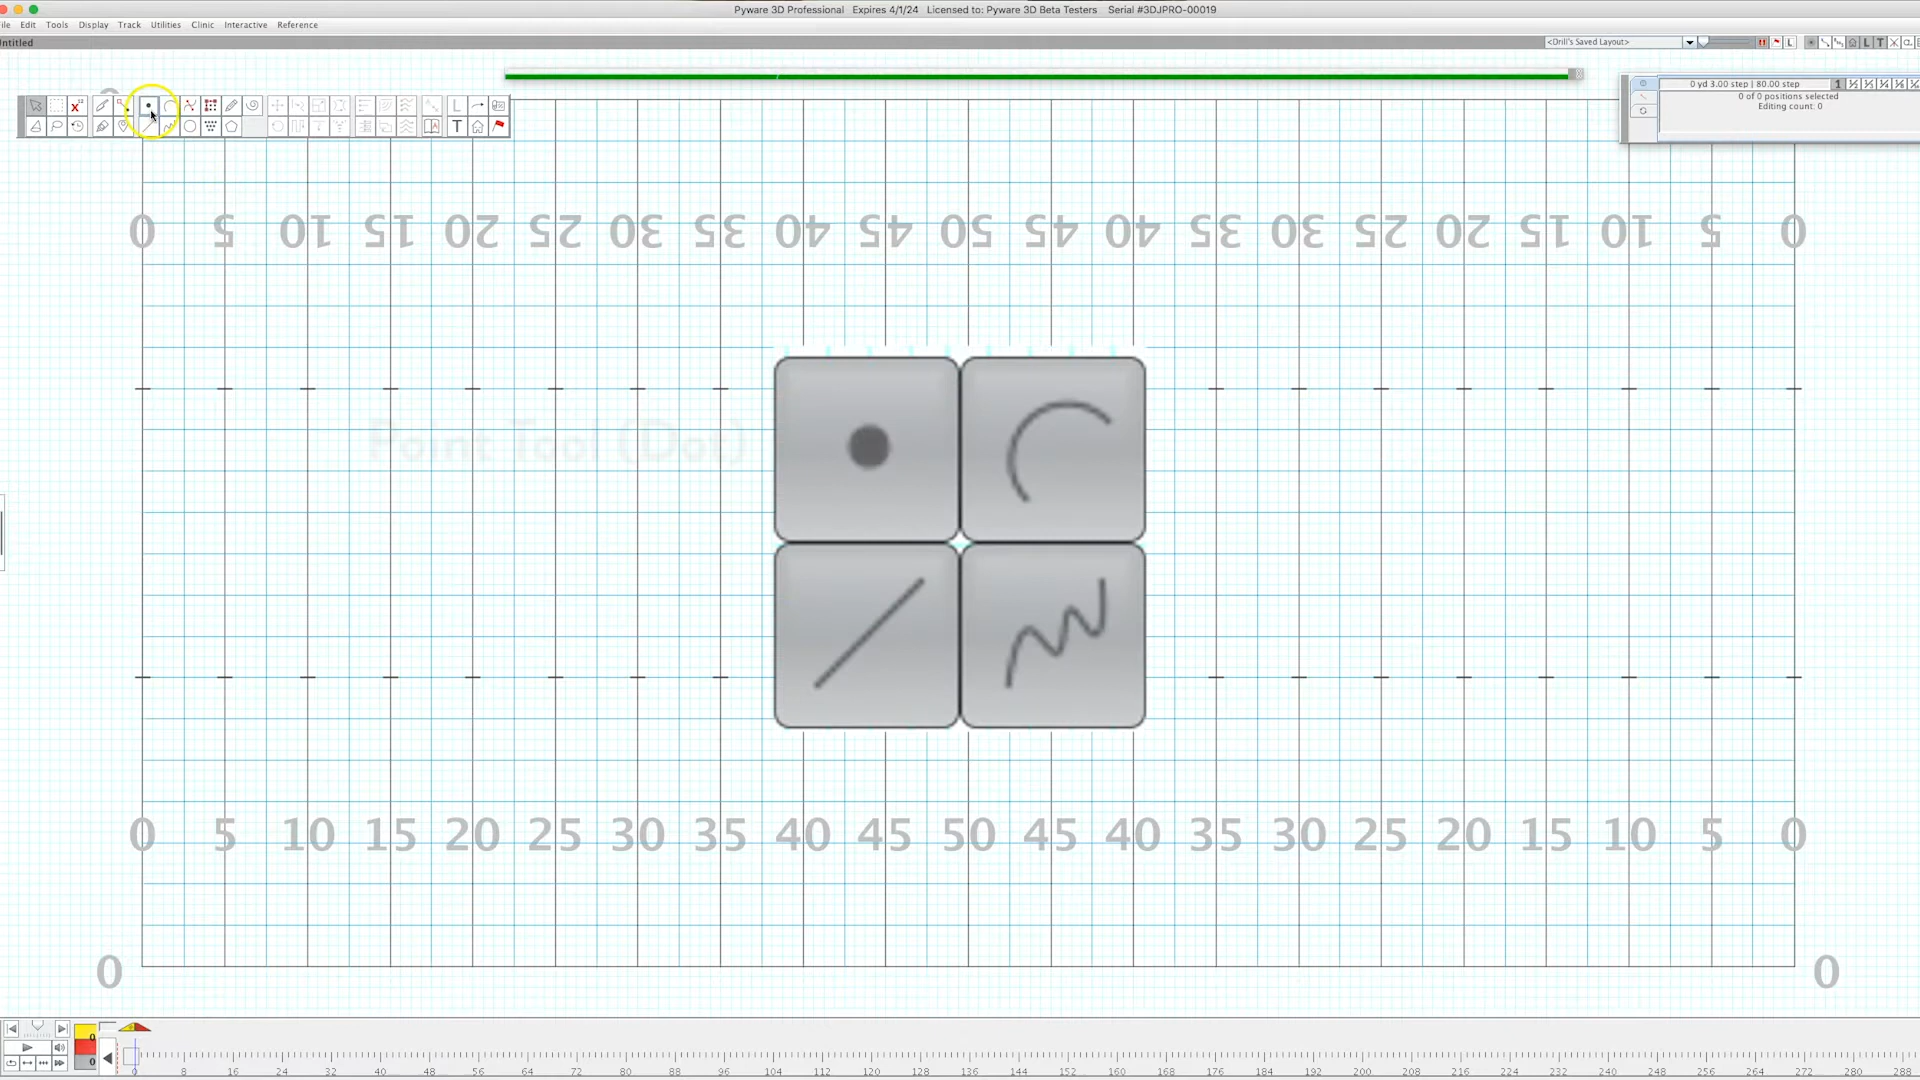 Pyware 3D Professional Expires 4/1/24 Licensed to: Pyware 3D Beta Testers Serial #3DJPRO-00019
File Edit Tools Display Track Utilities Clinic Interactive Reference
Untitled
<Drill's Saved Layout>
L T
0 yd 3.00 step | 80.00 step 1
0 of 0 positions selected
Editing count: 0
L
T
0 5 10 15 20 25 30 35 40 45 50 45 40 35 30 25 20 15 10 5 0
Point Tool (Dot)
0 5 10 15 20 25 30 35 40 45 50 45 40 35 30 25 20 15 10 5 0
0 0
0
0
0 8 16 24 32 40 48 56 64 72 80 88 96 104 112 120 128 136 144 152 160 168 176 184 192 200 208 216 224 232 240 248 256 264 272 280 288